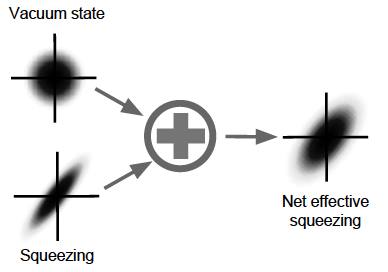 Vacuum state
Squeezing
Net effective
squeezing